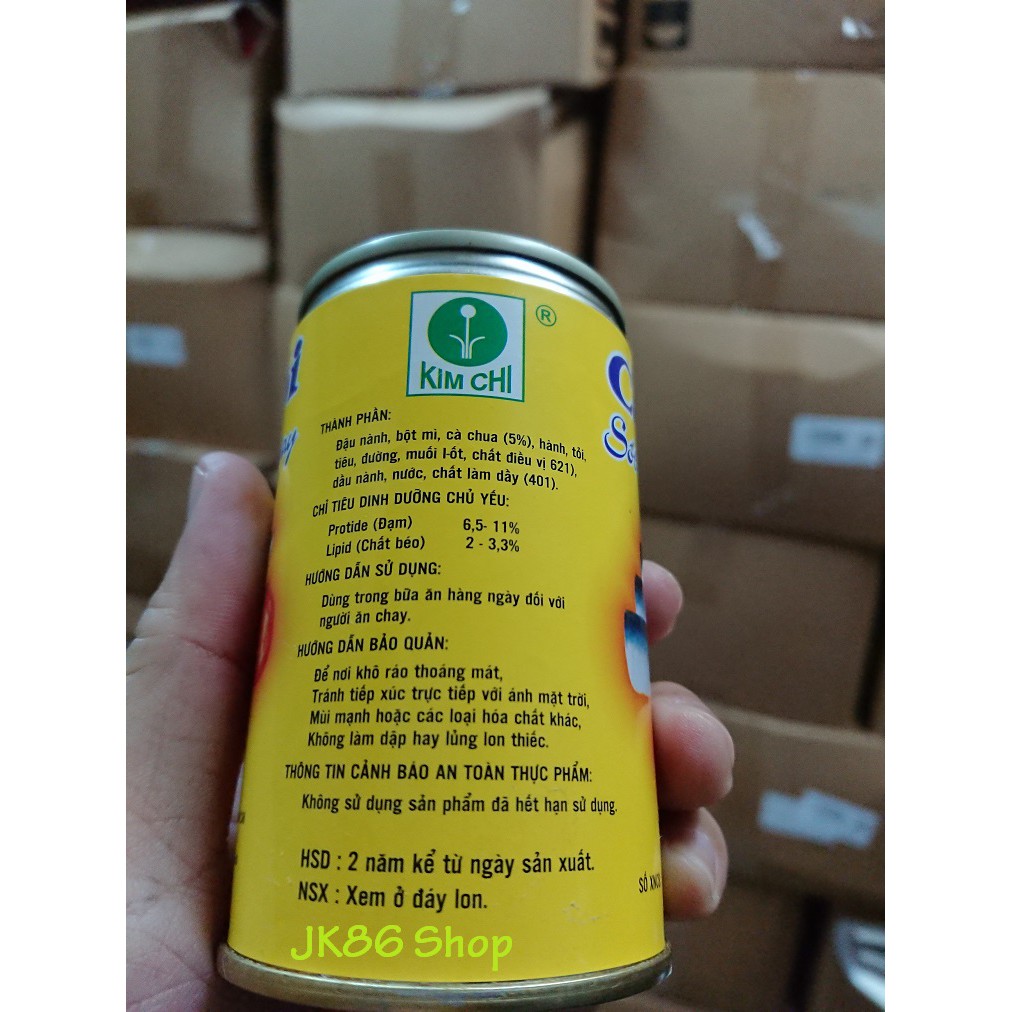 KIM CHI
®
THÀNH PHẦN:
Đậu nành, bột mì, cà chua (5%), hành, tỏi,
tiêu, đường, muối I-ốt, chất điều vị 621),
dầu nành, nước, chất làm dầy (401).
CHỈ TIÊU DINH DƯỠNG CHỦ YẾU:
Protide (Đạm) 6,5- 11%
Lipid (Chất béo) 2 - 3,3%
HƯỚNG DẪN SỬ DỤNG:
Dùng trong bữa ăn hàng ngày đối với
người ăn chay.
HƯỚNG DẪN BẢO QUẢN:
Để nơi khô ráo thoáng mát,
Tránh tiếp xúc trực tiếp với ánh mặt trời,
Mùi mạnh hoặc các loại hóa chất khác,
Không làm dập hay lủng lon thiếc.
THÔNG TIN CẢNH BÁO AN TOÀN THỰC PHẨM:
Không sử dụng sản phẩm đã hết hạn sử dụng.
HSD : 2 năm kể từ ngày sản xuất.
NSX : Xem ở đáy lon.
SỐ
JK86 Shop